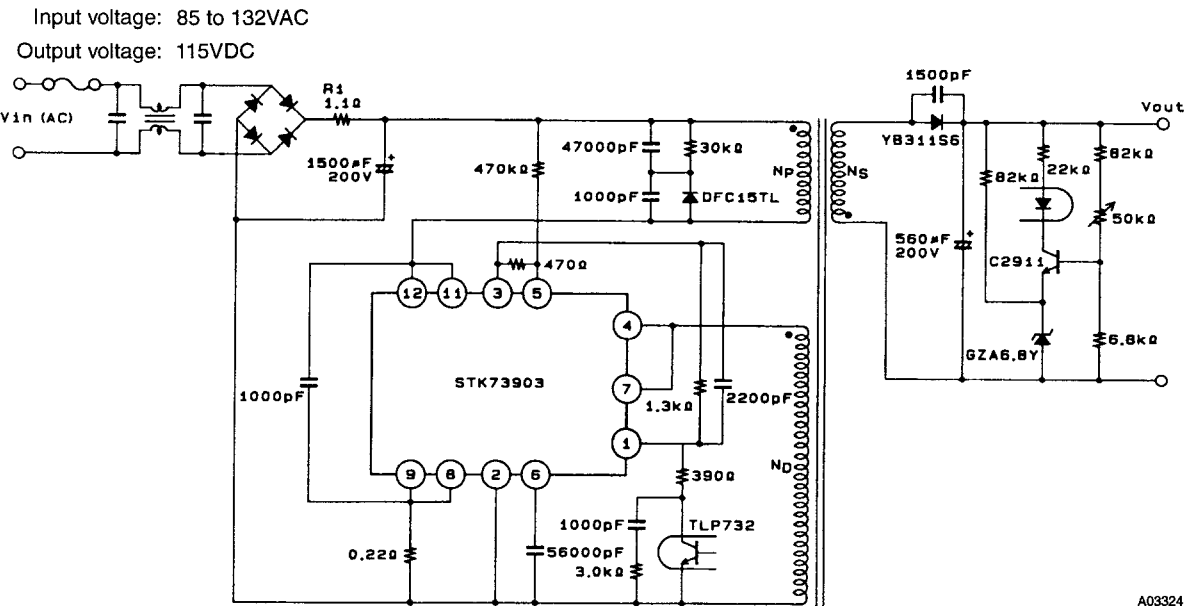 Input voltage: 85 to 132VAC
Output voltage: 115VDC
R1
1.1Ω
Vin (AC)
1500μF
200V
470kΩ
47000pF
30kΩ
1000pF
DFC15TL
NP
NS
1500pF
YB311S6
Vout
82kΩ
22kΩ
82kΩ
50kΩ
560μF
200V
C2911
GZA6.8Y
6.8kΩ
470Ω
12
11
3
5
4
STK73903
7
1
1000pF
1.3kΩ
2200pF
9
8
2
6
ND
390Ω
1000pF
TLP732
0.22Ω
56000pF
3.0kΩ
A03324